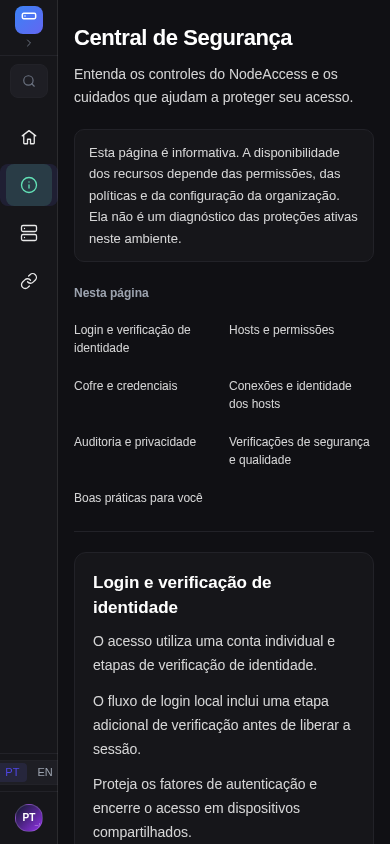 Central de Segurança
Entenda os controles do NodeAccess e os
cuidados que ajudam a proteger seu acesso.
Esta página é informativa. A disponibilidade
dos recursos depende das permissões, das
políticas e da configuração da organização.
Ela não é um diagnóstico das proteções ativas
neste ambiente.
Nesta página
Login e verificação de
identidade
Hosts e permissões
Cofre e credenciais
Conexões e identidade
dos hosts
Auditoria e privacidade
Verificações de segurança
e qualidade
Boas práticas para você
Login e verificação de
identidade
O acesso utiliza uma conta individual e
etapas de verificação de identidade.
O fluxo de login local inclui uma etapa
adicional de verificação antes de liberar a
sessão.
Proteja os fatores de autenticação e
encerre o acesso em dispositivos
compartilhados.
PT EN
PT